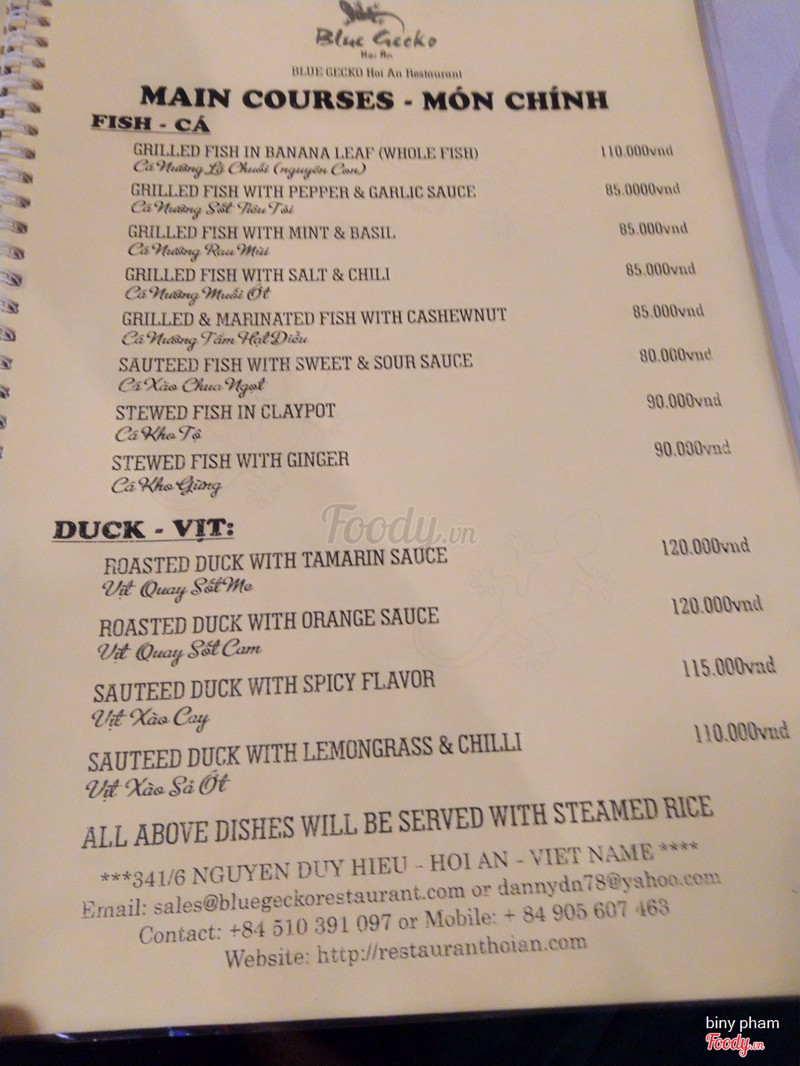 Blue Gecko
Hoi An
BLUE GECKO Hoi An Restaurant
MAIN COURSES - MÓN CHÍNH
FISH - CÁ
GRILLED FISH IN BANANA LEAF (WHOLE FISH) 110.000vnd
Cá Nướng Lò Chuối (nguyên Con)
GRILLED FISH WITH PEPPER & GARLIC SAUCE 85.0000vnd
Cá Nướng Sốt Tiêu Tỏi
GRILLED FISH WITH MINT & BASIL 85.000vnd
Cá Nướng Rau Mùi
GRILLED FISH WITH SALT & CHILI 85.000vnd
Cá Nướng Muối Ớt
GRILLED & MARINATED FISH WITH CASHEWNUT 85.000vnd
Cá Nướng Tẩm Hạt Điều
SAUTEED FISH WITH SWEET & SOUR SAUCE 80.000vnd
Cá Xào Chua Ngọt
STEWED FISH IN CLAYPOT 90.000vnd
Cá Kho Tộ
STEWED FISH WITH GINGER 90.000vnd
Cá Kho Gừng
Foody.vn
DUCK - VỊT:
ROASTED DUCK WITH TAMARIN SAUCE 120.000vnd
Vịt Quay Sốt Me
ROASTED DUCK WITH ORANGE SAUCE 120.000vnd
Vịt Quay Sốt Cam
SAUTEED DUCK WITH SPICY FLAVOR 115.000vnd
Vịt Xào Cay
SAUTEED DUCK WITH LEMONGRASS & CHILLI 110.000vnd
Vịt Xào Sả Ớt
ALL ABOVE DISHES WILL BE SERVED WITH STEAMED RICE
***341/6 NGUYEN DUY HIEU - HOI AN - VIET NAME ****
Email: sales@bluegeckorestaurant.com or dannydn78@yahoo.com
Contact: +84 510 391 097 or Mobile: + 84 905 607 463
Website: http://restauranthoian.com
biny pham
Foody.vn